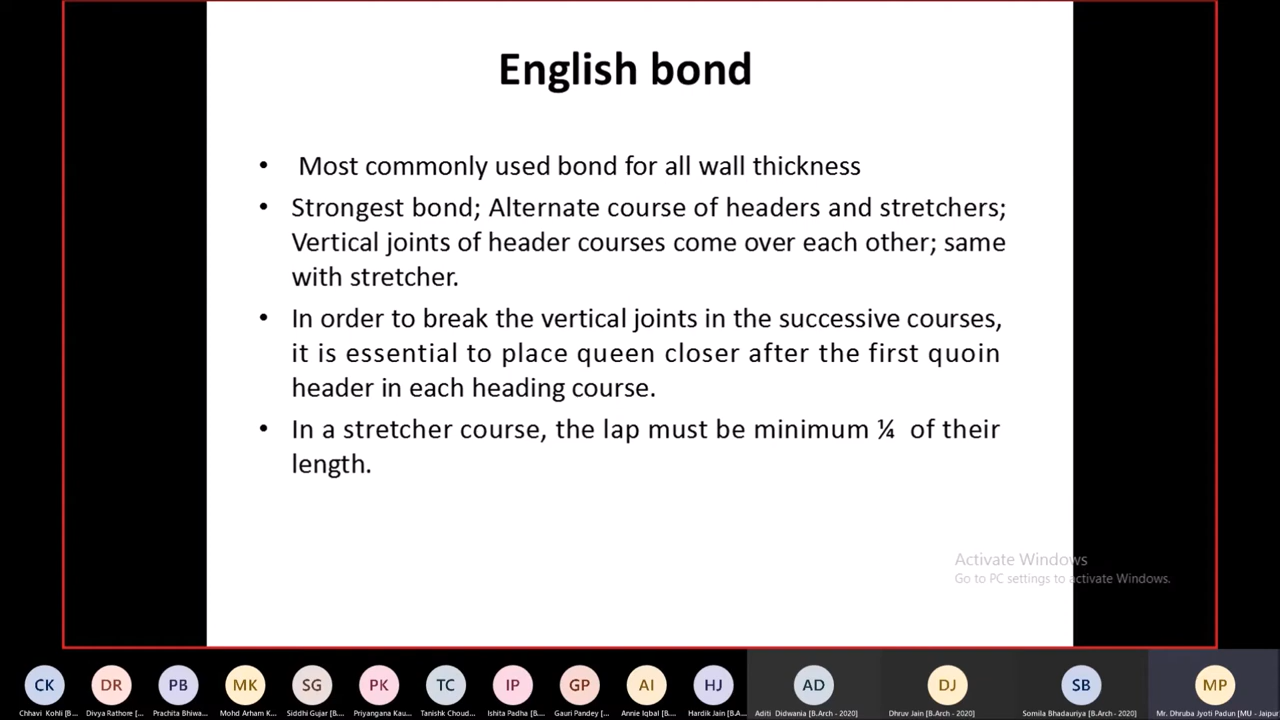 English bond
• Most commonly used bond for all wall thickness
• Strongest bond; Alternate course of headers and stretchers;
Vertical joints of header courses come over each other; same
with stretcher.
• In order to break the vertical joints in the successive courses,
it is essential to place queen closer after the first quoin
header in each heading course.
• In a stretcher course, the lap must be minimum ¼ of their
length.
Activate Windows
Go to PC settings to activate Windows.
CK DR PB MK SG PK TC IP GP AI HJ AD DJ SB MP
Chhavi Kohli [B... Divya Rathore [... Prachita Bhiwa... Mohd Arham K... Siddhi Gujar [B... Priyangana Kau... Tanishk Choud... Ishita Padha [B... Gauri Pandey [... Annie Iqbal [B... Hardik Jain [B.A... Aditi Didwania [B.Arch - 2020] Dhruv Jain [B.Arch - 2020] Somila Bhadauriya [B.Arch - 2020] Mr. Dhruba Jyoti Padun [MU - Jaipur